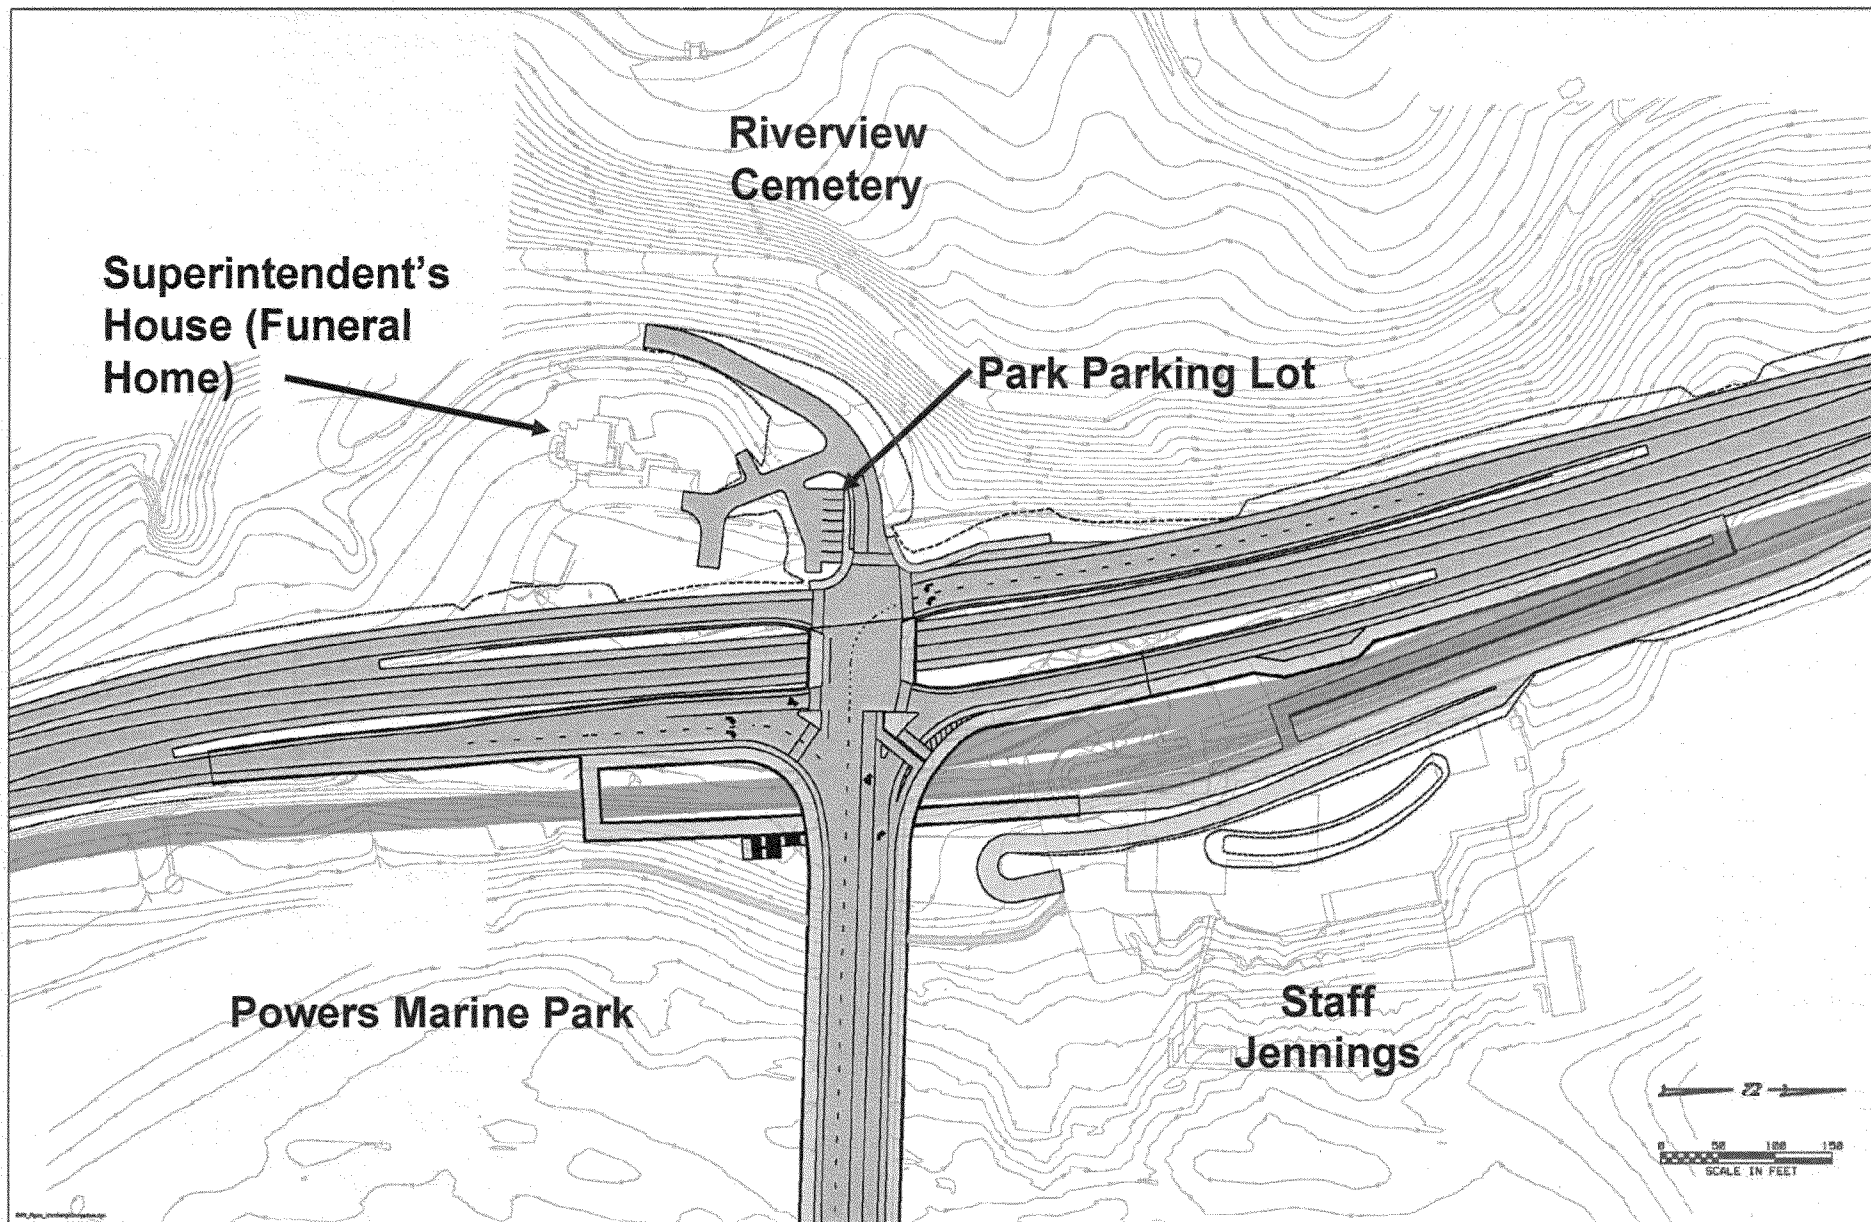 Riverview
Cemetery
Superintendent's
House (Funeral
Home)
Park Parking Lot
Powers Marine Park
Staff
Jennings
0 50 100 150
SCALE IN FEET